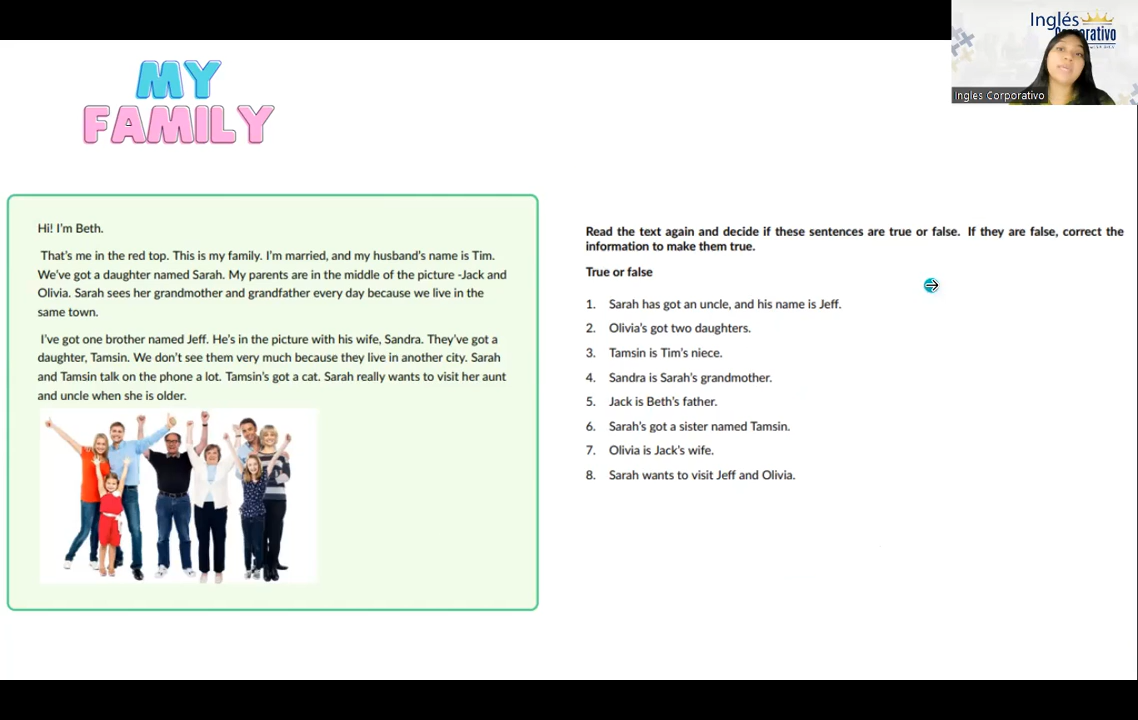 Inglés
Corporativo
Ingles Corporativo
MY
FAMILY
Hi! I'm Beth.
That's me in the red top. This is my family. I'm married, and my husband's name is Tim.
We've got a daughter named Sarah. My parents are in the middle of the picture -Jack and
Olivia. Sarah sees her grandmother and grandfather every day because we live in the
same town.
I've got one brother named Jeff. He's in the picture with his wife, Sandra. They've got a
daughter, Tamsin. We don't see them very much because they live in another city. Sarah
and Tamsin talk on the phone a lot. Tamsin's got a cat. Sarah really wants to visit her aunt
and uncle when she is older.
Read the text again and decide if these sentences are true or false. If they are false, correct the
information to make them true.
True or false
1. Sarah has got an uncle, and his name is Jeff.
2. Olivia's got two daughters.
3. Tamsin is Tim's niece.
4. Sandra is Sarah's grandmother.
5. Jack is Beth's father.
6. Sarah's got a sister named Tamsin.
7. Olivia is Jack's wife.
8. Sarah wants to visit Jeff and Olivia.